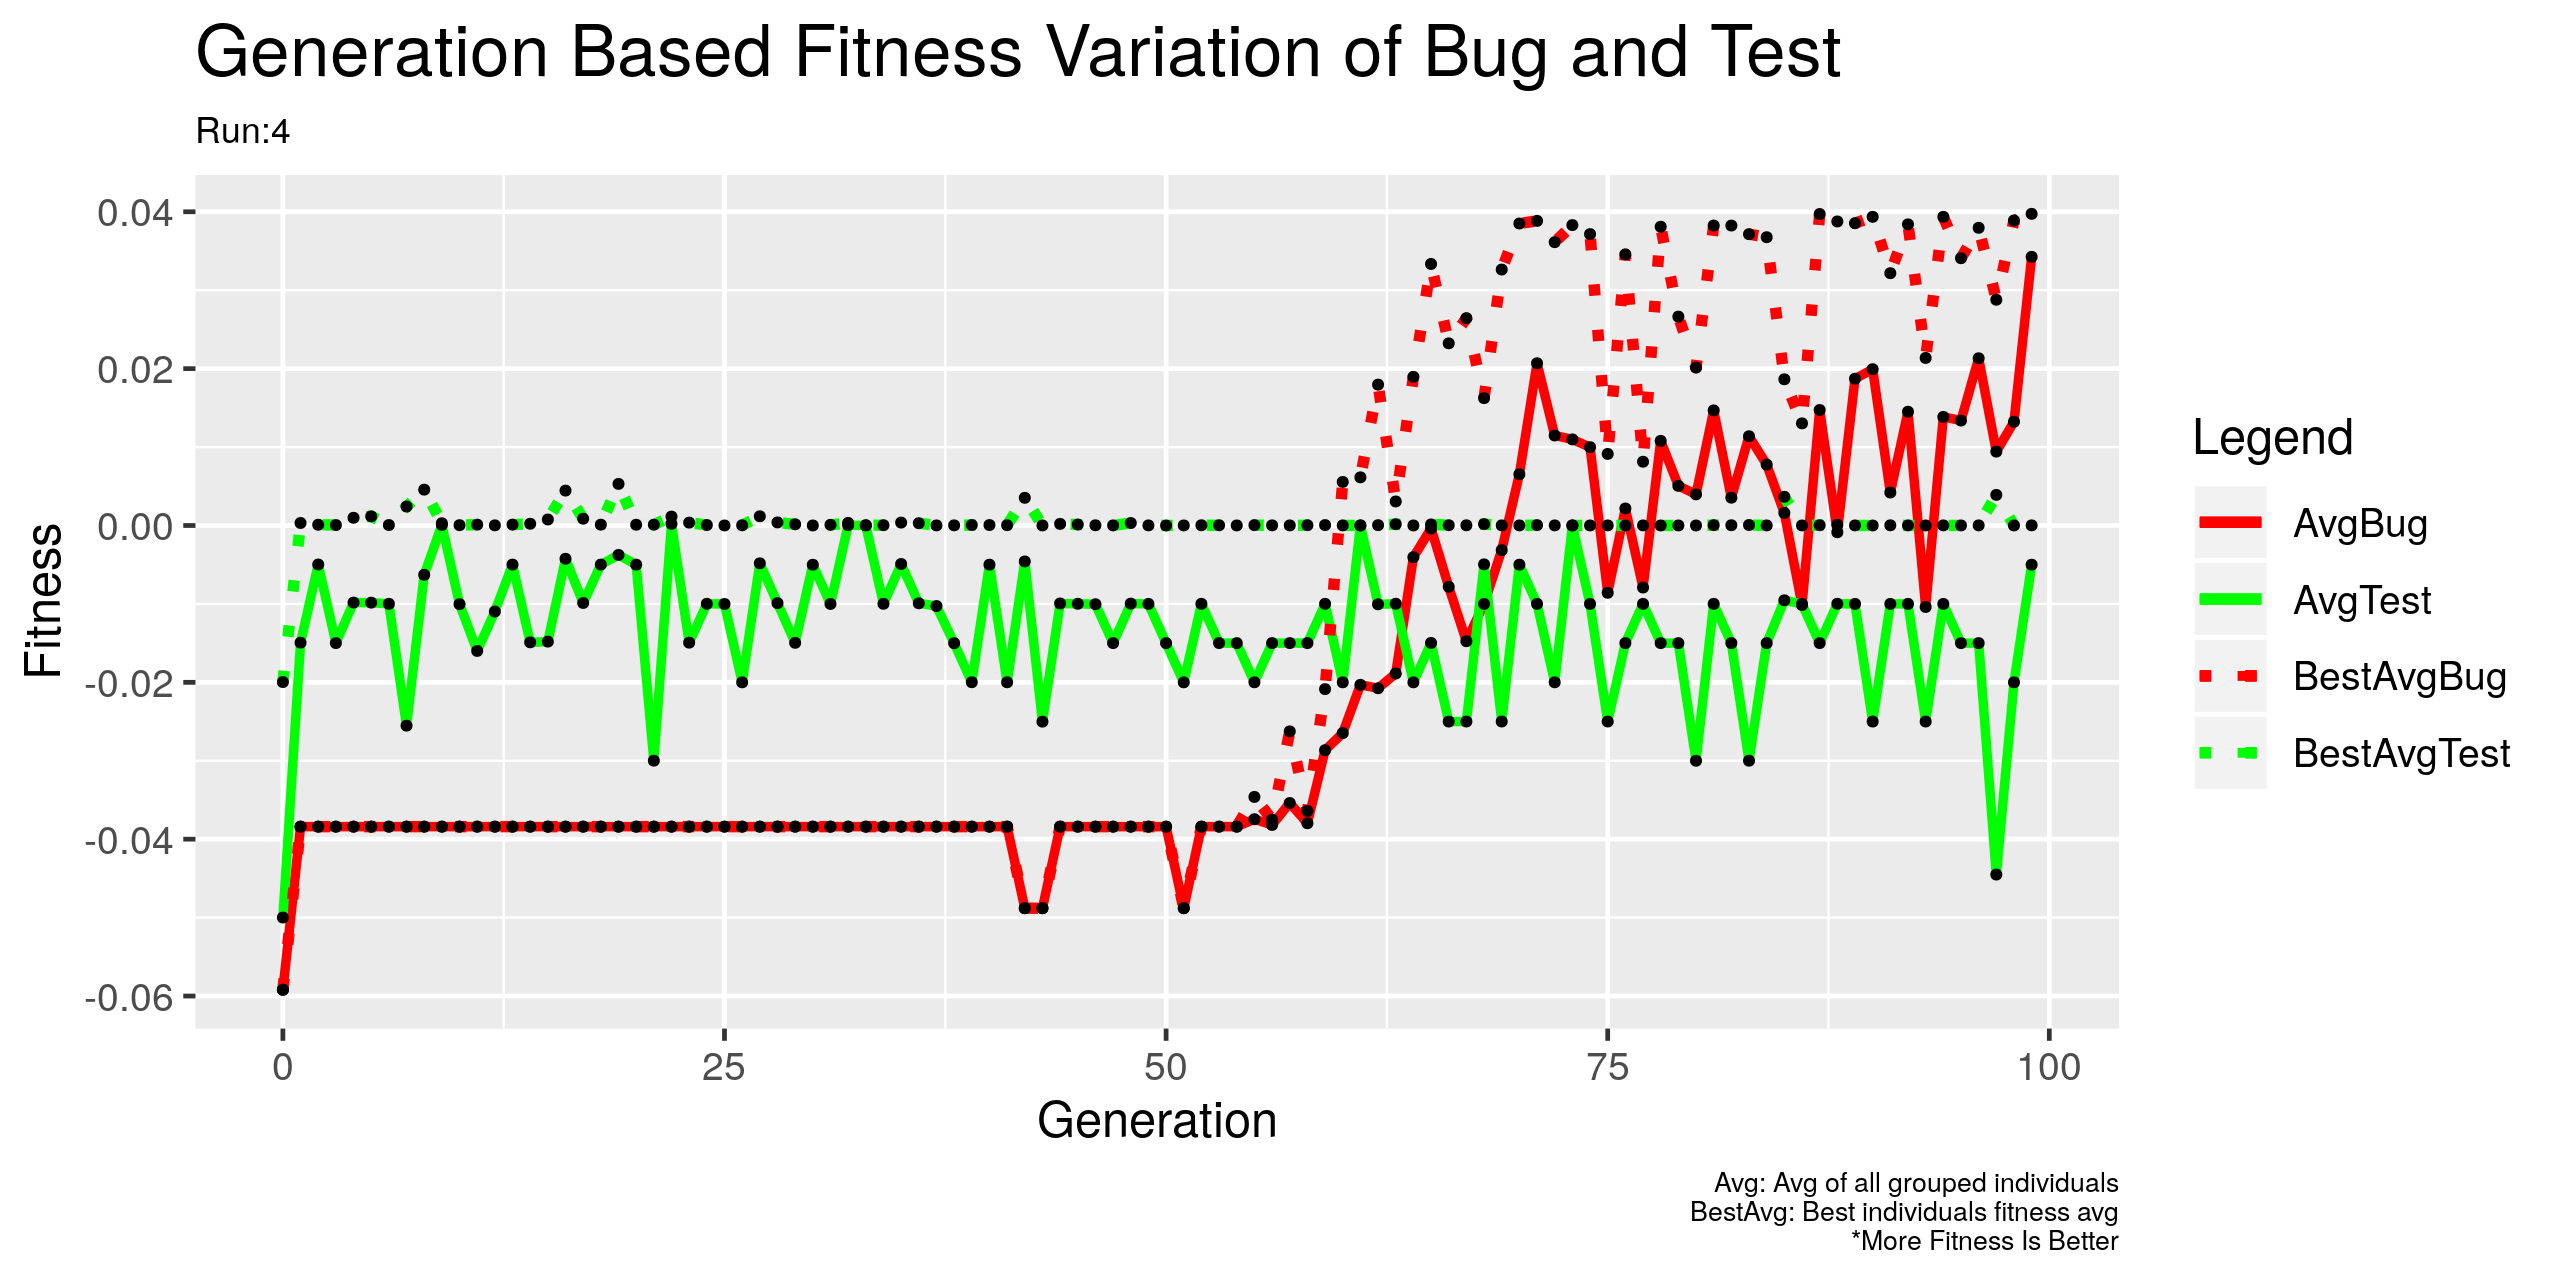 Generation Based Fitness Variation of Bug and Test
Run:4
Fitness
0.04
0.02
0.00
-0.02
-0.04
-0.06
0 25 50 75 100
Generation
Legend
AvgBug
AvgTest
BestAvgBug
BestAvgTest
Avg: Avg of all grouped individuals
BestAvg: Best individuals fitness avg
*More Fitness Is Better